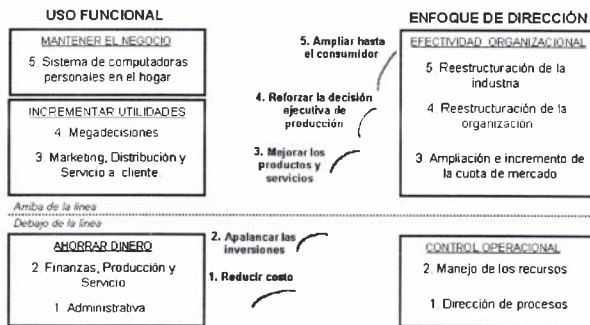 USO FUNCIONAL
MANTENER EL NEGOCIO
5 Sistema de computadoras
personales en el hogar
INCREMENTAR UTILIDADES
4 Megadecisiones
3 Marketing, Distribución y
Servicio a cliente
5. Ampliar hasta
el consumidor
4. Reforzar la decisión
ejecutiva de
producción
3. Mejorar los
productos y
servicios
ENFOQUE DE DIRECCIÓN
EFECTIVIDAD ORGANIZACIONAL
5 Reestructuración de la
industria
4 Reestructuración de la
organización
3 Ampliación e incremento de
la cuota de mercado
Arriba de la línea
Debajo de la línea
AHORRAR DINERO
2 Finanzas, Producción y
Servicio
1 Administrativa
2. Apalancar las
inversiones
1. Reducir costo
CONTROL OPERACIONAL
2. Manejo de los recursos
1 Dirección de procesos